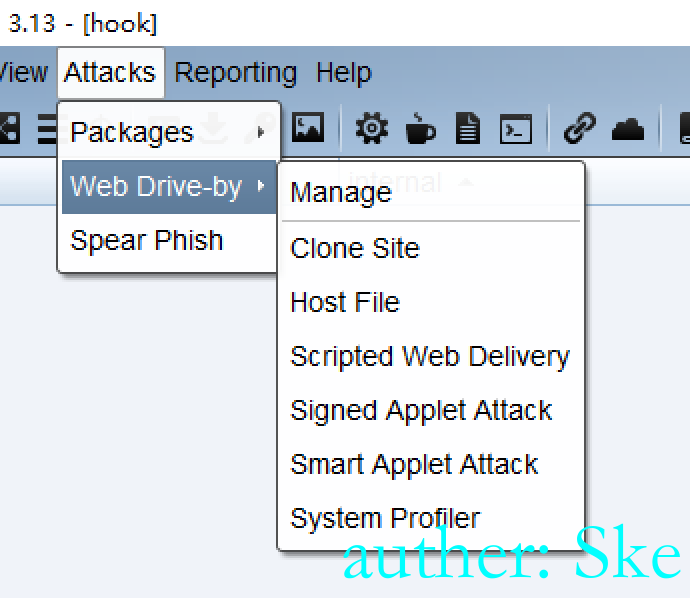 3.13 - [hook]
View Attacks Reporting Help
Packages
Web Drive-by
Spear Phish
internal
Manage
Clone Site
Host File
Scripted Web Delivery
Signed Applet Attack
Smart Applet Attack
System Profiler
auther: Ske